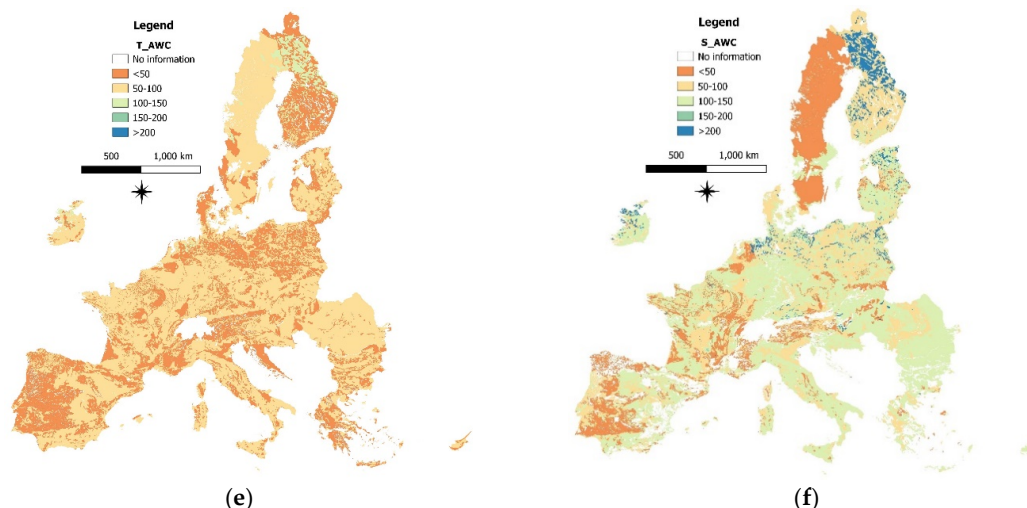 Legend
T_AWC
No information
<50
50-100
100-150
150-200
>200
500 1,000 km
(e)
Legend
S_AWC
No information
<50
50-100
100-150
150-200
>200
500 1,000 km
(f)